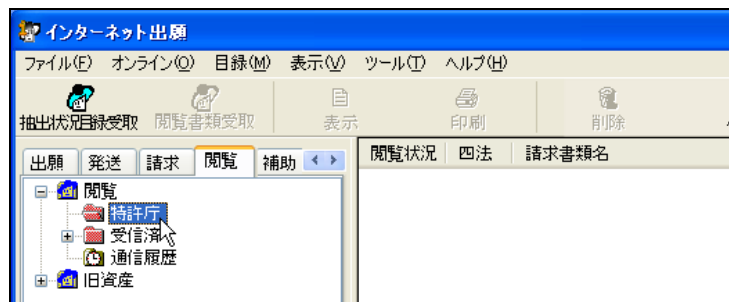 インターネット出願
ファイル(F) オンライン(O) 目録(M) 表示(V) ツール(T) ヘルプ(H)
抽出状況目録受取 閲覧書類受取 表示 印刷 削除
出願 発送 請求 閲覧 補助 閲覧状況 四法 請求書類名
閲覧
特許庁
受信済
通信履歴
旧資産